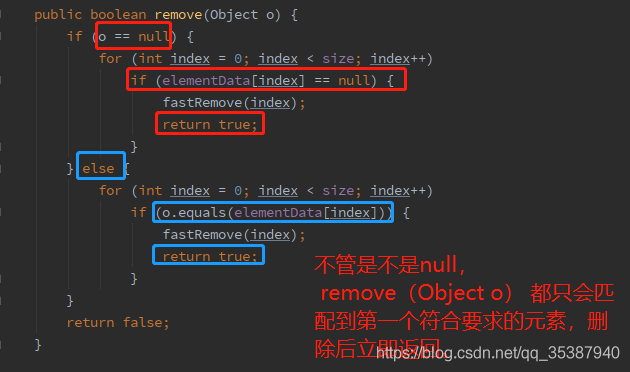 public boolean remove(Object o) {
if (o == null) {
for (int index = 0; index < size; index++)
if (elementData[index] == null) {
fastRemove(index);
return true;
}
} else {
for (int index = 0; index < size; index++)
if (o.equals(elementData[index])) {
fastRemove(index);
return true;
}
}
return false;
}
不管是不是null，
remove（Object o） 都只会匹
配到第一个符合要求的元素，删
除后立即返回
https://blog.csdn.net/qq_35387940